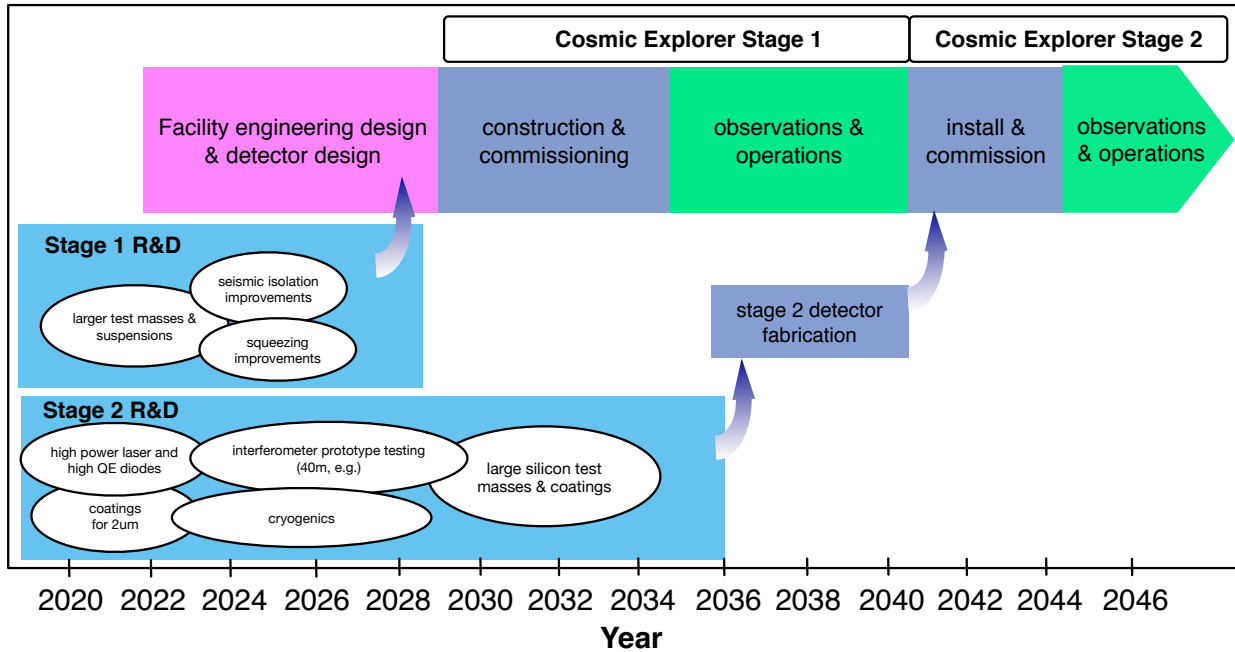 Cosmic Explorer Stage 1
Cosmic Explorer Stage 2
Facility engineering design
& detector design
construction &
commissioning
observations &
operations
install &
commission
observations
& operations
Stage 1 R&D
seismic isolation
improvements
larger test masses &
suspensions
squeezing
improvements
stage 2 detector
fabrication
Stage 2 R&D
high power laser and
high QE diodes
interferometer prototype testing
(40m, e.g.)
large silicon test
masses & coatings
coatings
for 2um
cryogenics
2020 2022 2024 2026 2028 2030 2032 2034 2036 2038 2040 2042 2044 2046
Year